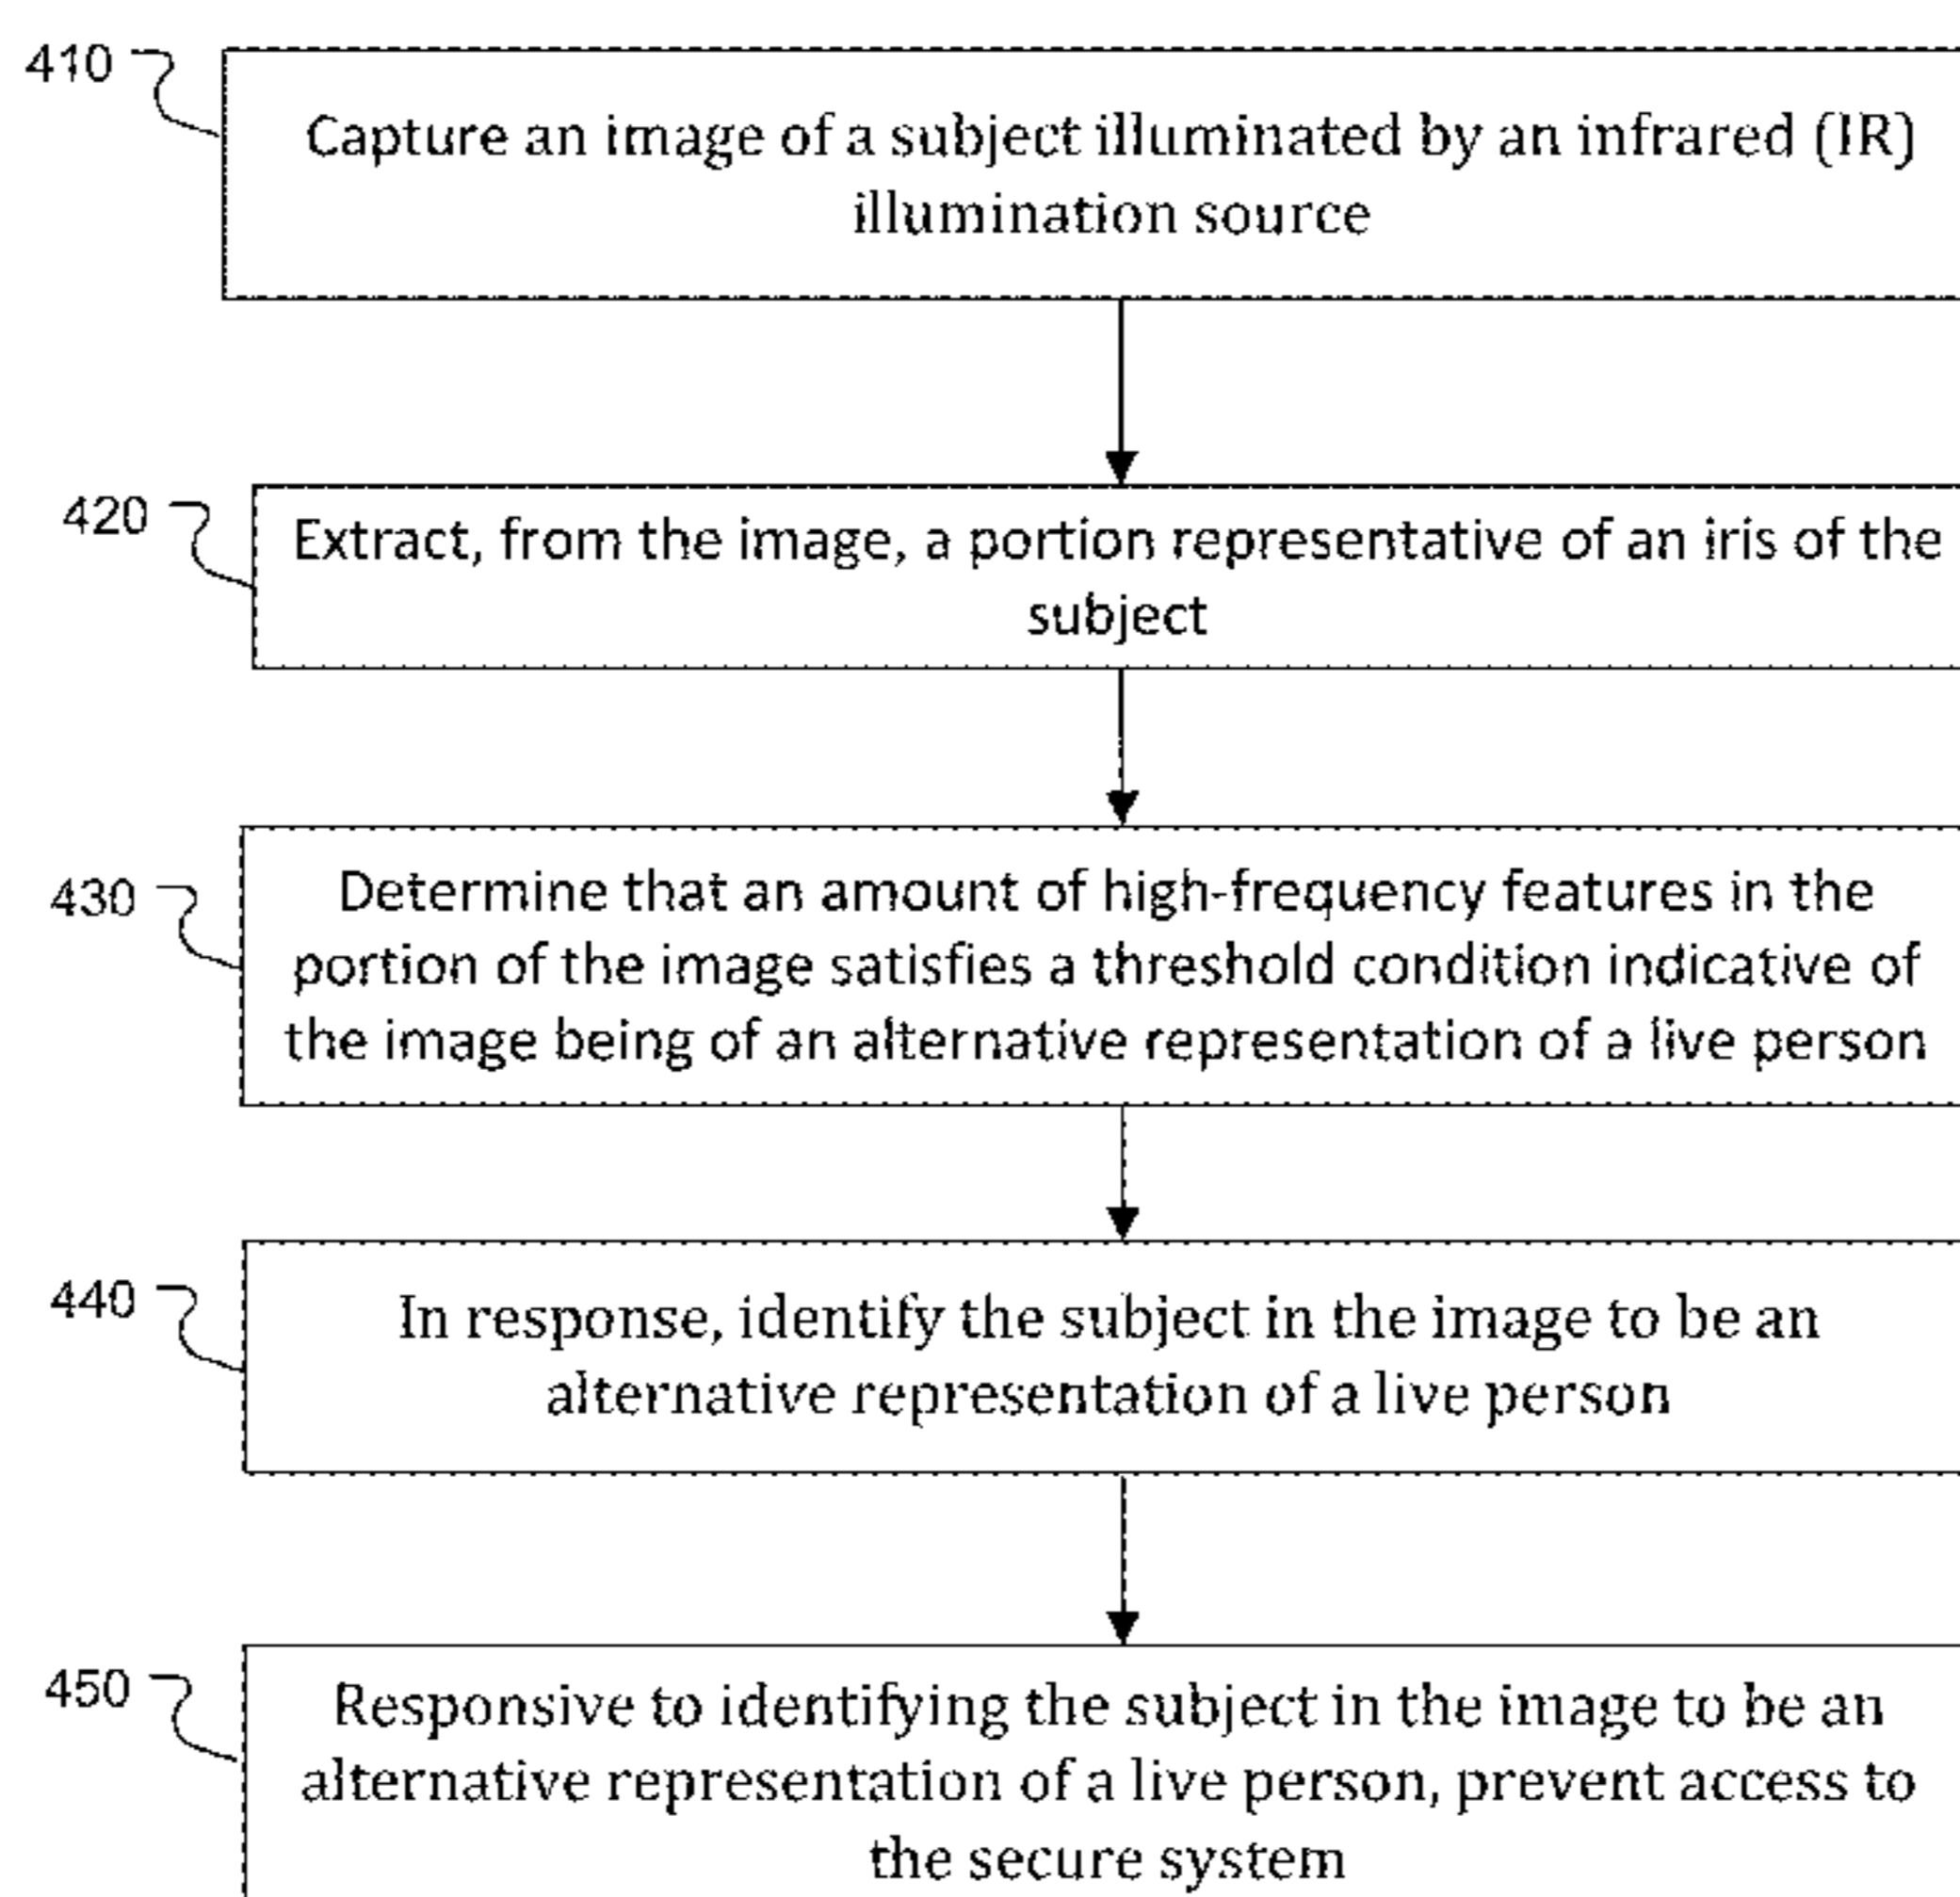 410
Capture an image of a subject illuminated by an infrared (IR)
illumination source
420
Extract, from the image, a portion representative of an iris of the
subject
430
Determine that an amount of high-frequency features in the
portion of the image satisfies a threshold condition indicative of
the image being of an alternative representation of a live person
440
In response, identify the subject in the image to be an
alternative representation of a live person
450
Responsive to identifying the subject in the image to be an
alternative representation of a live person, prevent access to
the secure system